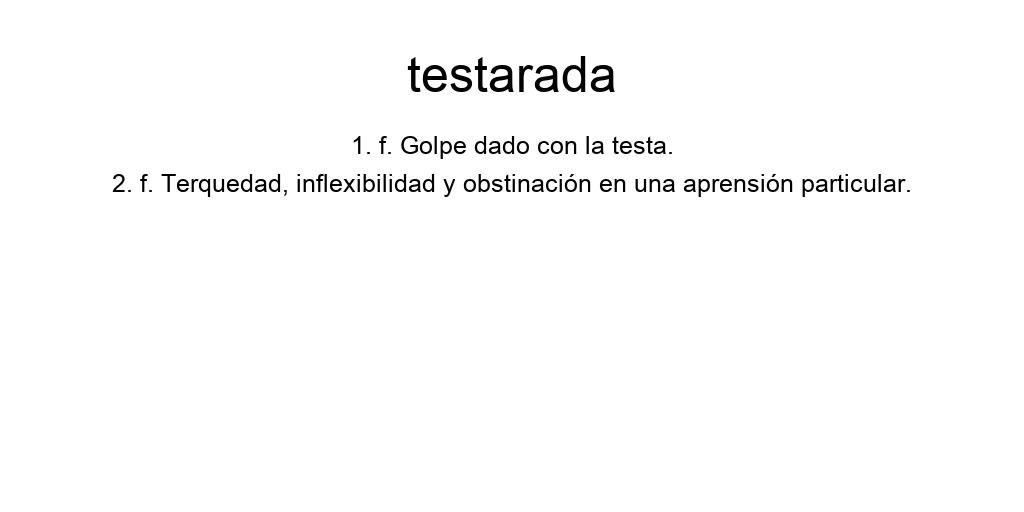 testarada
1. f. Golpe dado con la testa.
2. f. Terquedad, inflexibilidad y obstinación en una aprensión particular.